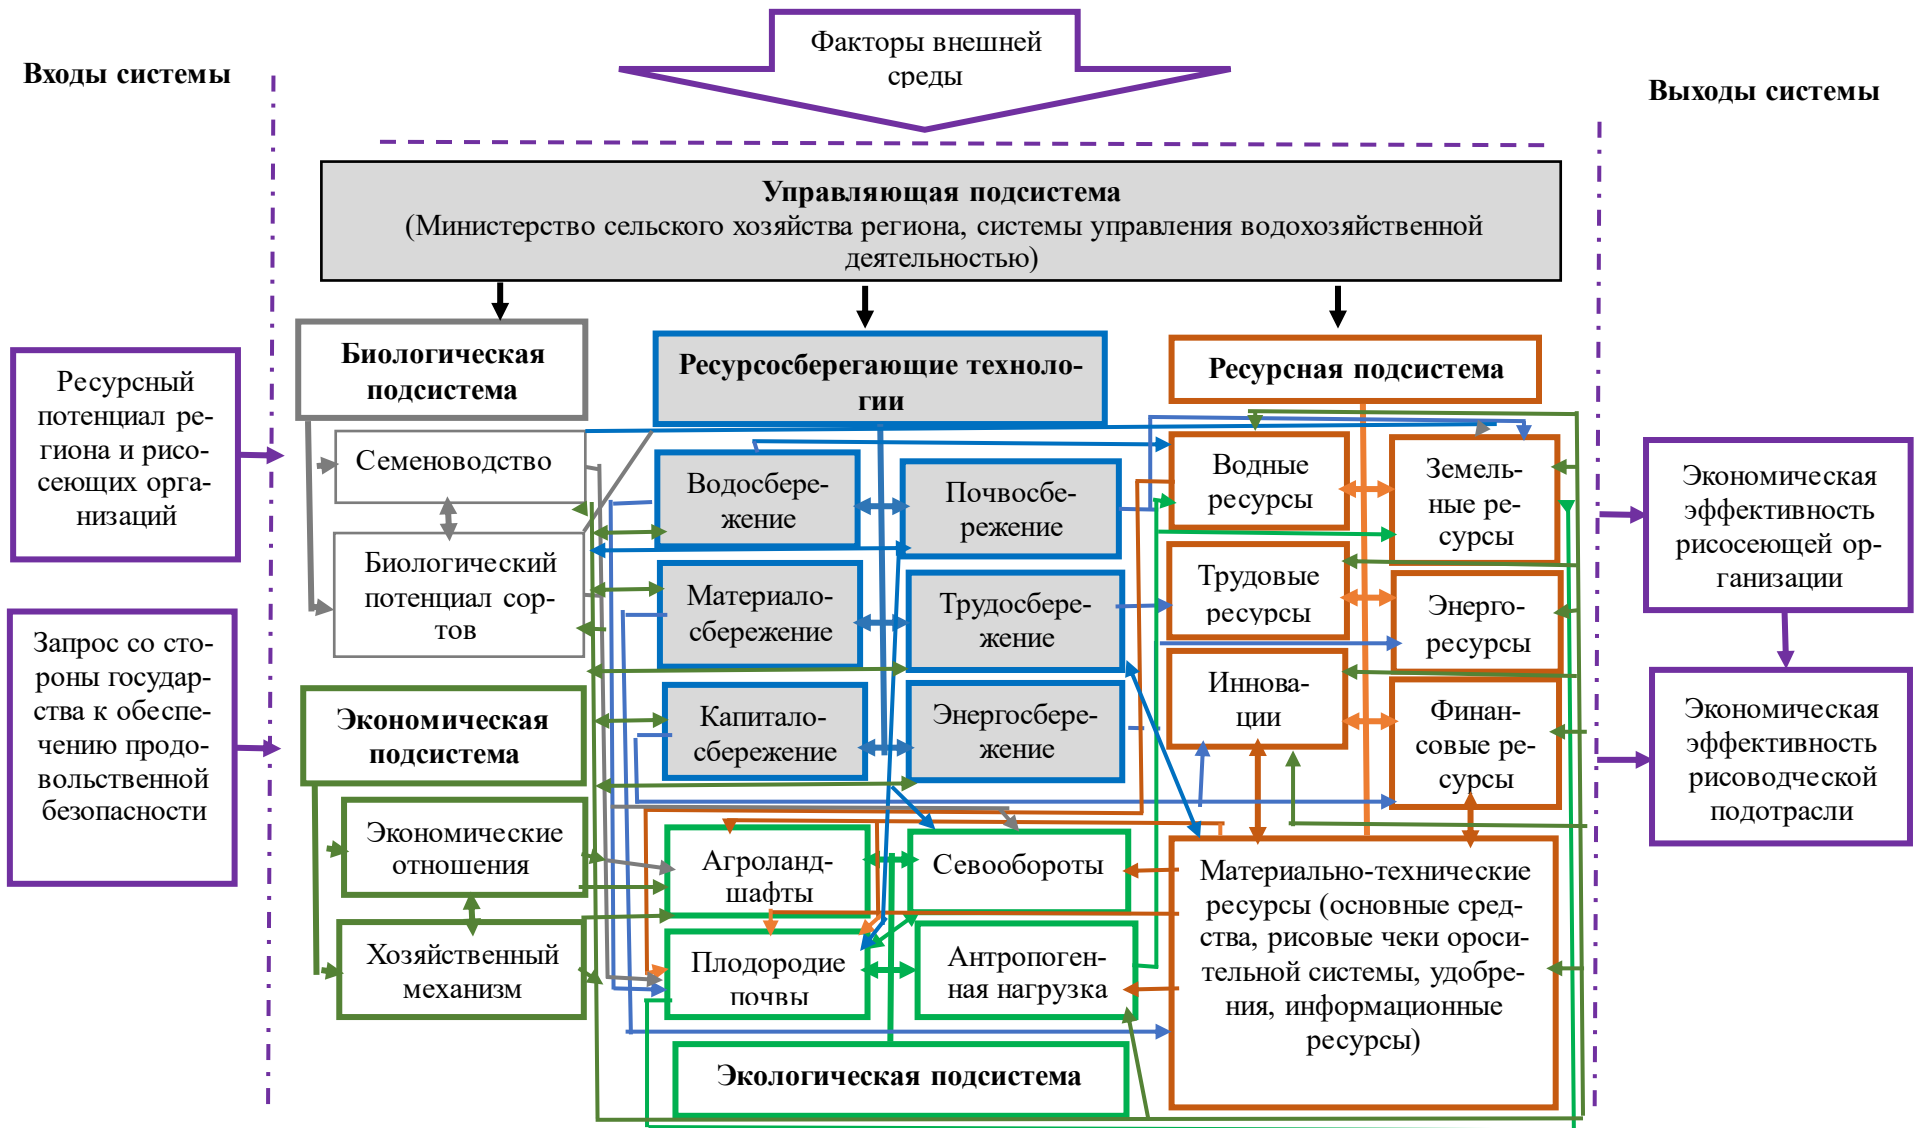 Факторы внешней
среды
Входы системы
Выходы системы
Управляющая подсистема
(Министерство сельского хозяйства региона, системы управления водохозяйственной
деятельностью)
Ресурсный
потенциал ре-
гиона и рисо-
сеющих орга-
низаций
Запрос со сто-
роны государ-
ства к обеспе-
чению продо-
вольственной
безопасности
Биологическая
подсистема
Семеноводство
Биологический
потенциал сор-
тов
Экономическая
подсистема
Экономические
отношения
Хозяйственный
механизм
Ресурсосберегающие техноло-
гии
Водосбере-
жение
Почвосбе-
режение
Материало-
сбережение
Трудосбере-
жение
Капитало-
сбережение
Энергосбере-
жение
Агроланд-
шафты
Севообороты
Плодородие
почвы
Антропоген-
ная нагрузка
Экологическая подсистема
Ресурсная подсистема
Водные
ресурсы
Земель-
ные ре-
сурсы
Трудовые
ресурсы
Энерго-
ресурсы
Иннова-
ции
Финан-
совые ре-
сурсы
Материально-технические
ресурсы (основные сред-
ства, рисовые чеки ороси-
тельной системы, удобре-
ния, информационные
ресурсы)
Экономическая
эффективность
рисосеющей ор-
ганизации
Экономическая
эффективность
рисоводческой
подотрасли